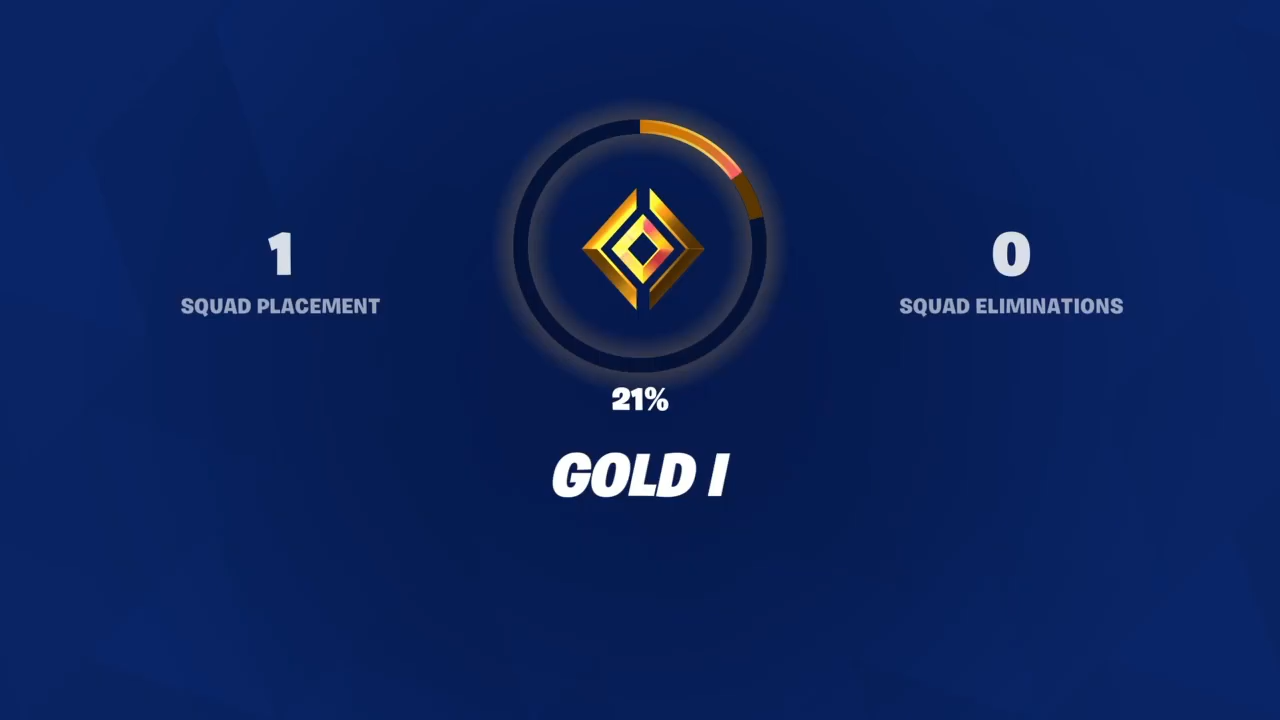 1
SQUAD PLACEMENT
0
SQUAD ELIMINATIONS
21%
GOLD I